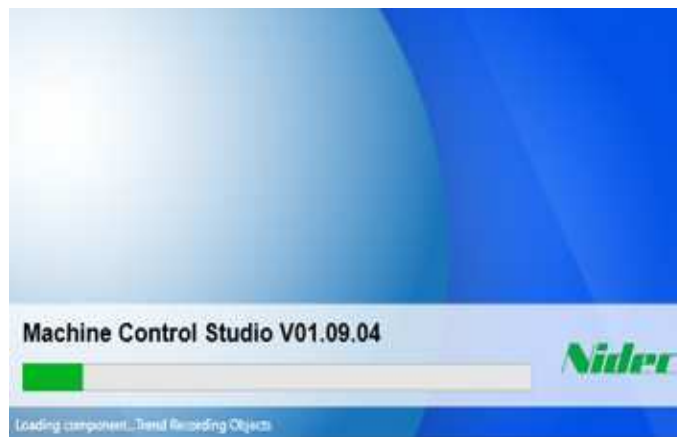 Machine Control Studio V01.09.04
Nidec
Loading component...Trend Recording Objects